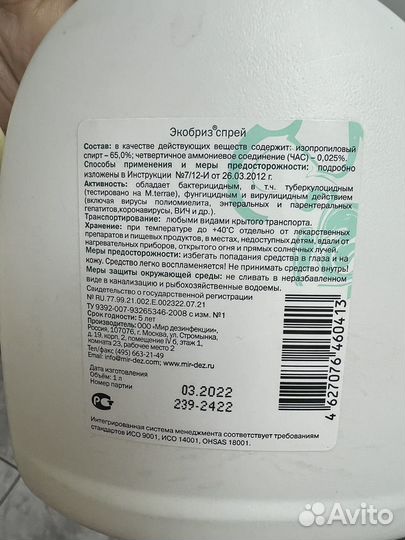 Экобриз® спрей
Состав: в качестве действующих веществ содержит: изопропиловый
спирт – 65,0%; четвертичное аммониевое соединение (ЧАС) – 0,025%.
Способы применения и меры предосторожности: подробно
изложены в Инструкции №7/12-И от 26.03.2012 г.
Активность: обладает бактерицидным, в т.ч. туберкулоцидным
(тестировано на M.terrae), фунгицидным и вирулицидным действием
(включая вирусы полиомиелита, энтеральных и парентеральных
гепатитов,коронавирусы, ВИЧ и др.).
Транспортирование: любыми видами крытого транспорта.
Хранение: при температуре до +40°C отдельно от лекарственных
препаратов и пищевых продуктов, в местах, недоступных детям, вдали от
нагревательных приборов, открытого огня и прямых солнечных лучей.
Меры предосторожности: избегать попадания средства в глаза и на
кожу. Средство легко воспламеняется! Не принимать средство внутрь!
Меры защиты окружающей среды: не сливать в неразбавленном
виде в канализацию и рыбохозяйственные водоемы.
Свидетельство о государственной регистрации
№ RU.77.99.21.002.E.002322.07.21
ТУ 9392-007-93265346-2008 с изм. №1
Срок годности: 5 лет
Изготовитель: ООО «Мир дезинфекции»,
Россия, 107076, г. Москва, ул. Стромынка,
д.19, корп. 2, помещение IV б, этаж 1,
комната 23, рабочее место 2
Тел/факс (495) 663-21-49
Email: info@mir-dez.com, www.mir-dez.ru
Дата изготовления
Объём: 1 л
Номер партии
03.2022
239-2422
4 627076 460413
Интегрированная система менеджмента соответствует требованиям
стандартов ИСО 9001, ИСО 14001, OHSAS 18001.
Avito